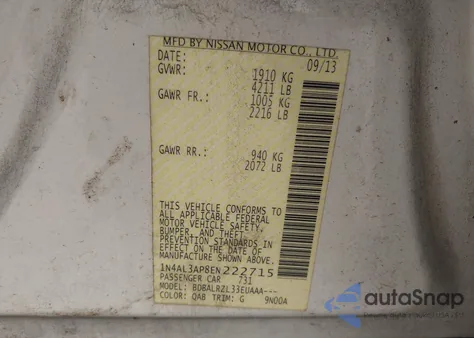 MFD BY NISSAN MOTOR CO., LTD.
DATE: 09/13
GVWR: 1910 KG
4211 LB
GAWR FR.: 1005 KG
2216 LB
GAWR RR.: 940 KG
2072 LB
THIS VEHICLE CONFORMS TO
ALL APPLICABLE FEDERAL
MOTOR VEHICLE SAFETY,
BUMPER, AND THEFT
PREVENTION STANDARDS IN
EFFECT ON THE DATE OF
MANUFACTURE SHOWN ABOVE.
1N4AL3AP8EN222715
PASSENGER CAR 731
MODEL: BDBALRZL33EUAAA---
COLOR: QAB TRIM: G 9N00A
autoSnap
Powered by AutoBidMaster